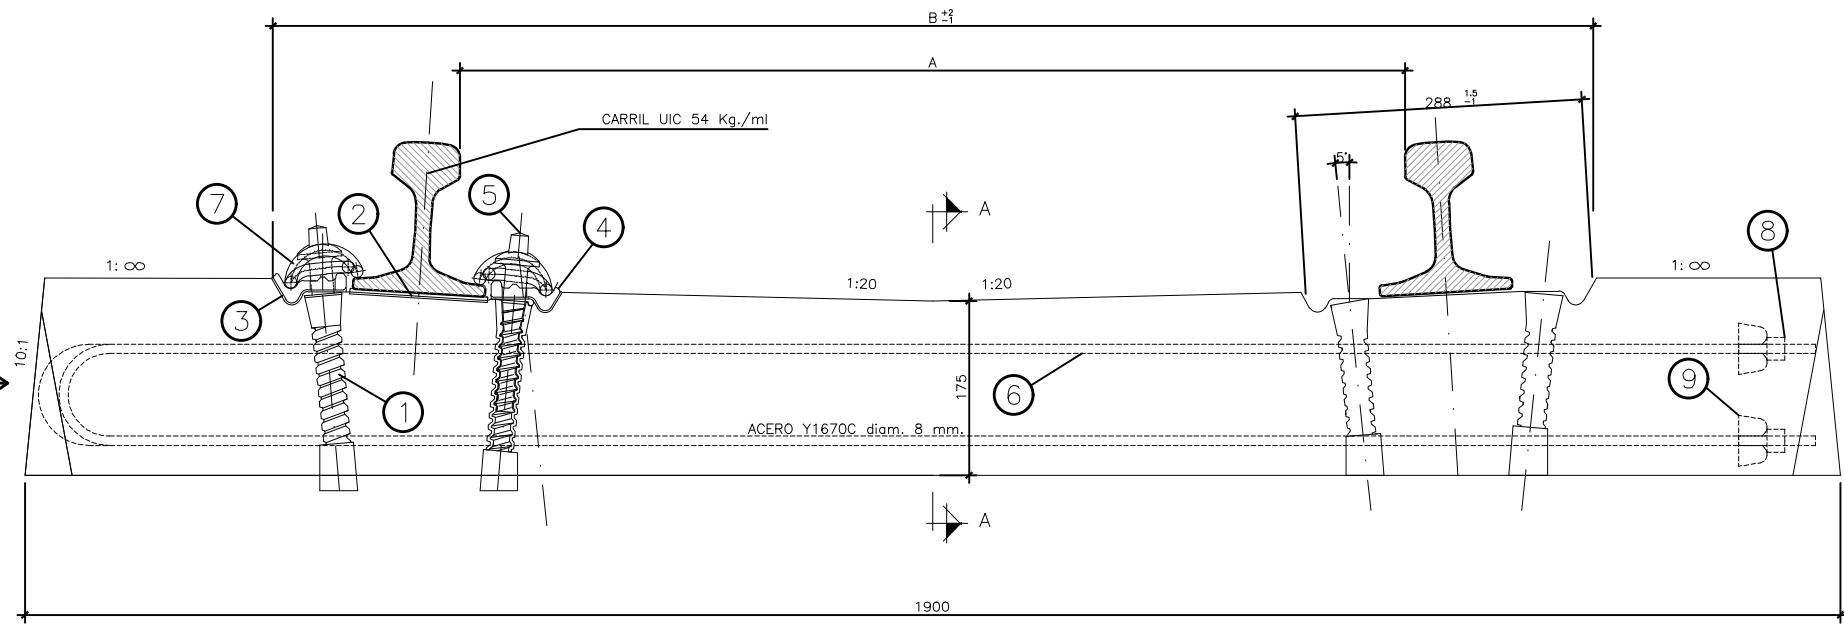 B +2 -1
A
288 1.5 -1
CARRIL UIC 54 Kg./ml
5°
7
2
5
4
A
8
1: ∞
1:20
1:20
1: ∞
3
10:1
175
6
9
1
ACERO Y1670C diam. 8 mm.
A
1900